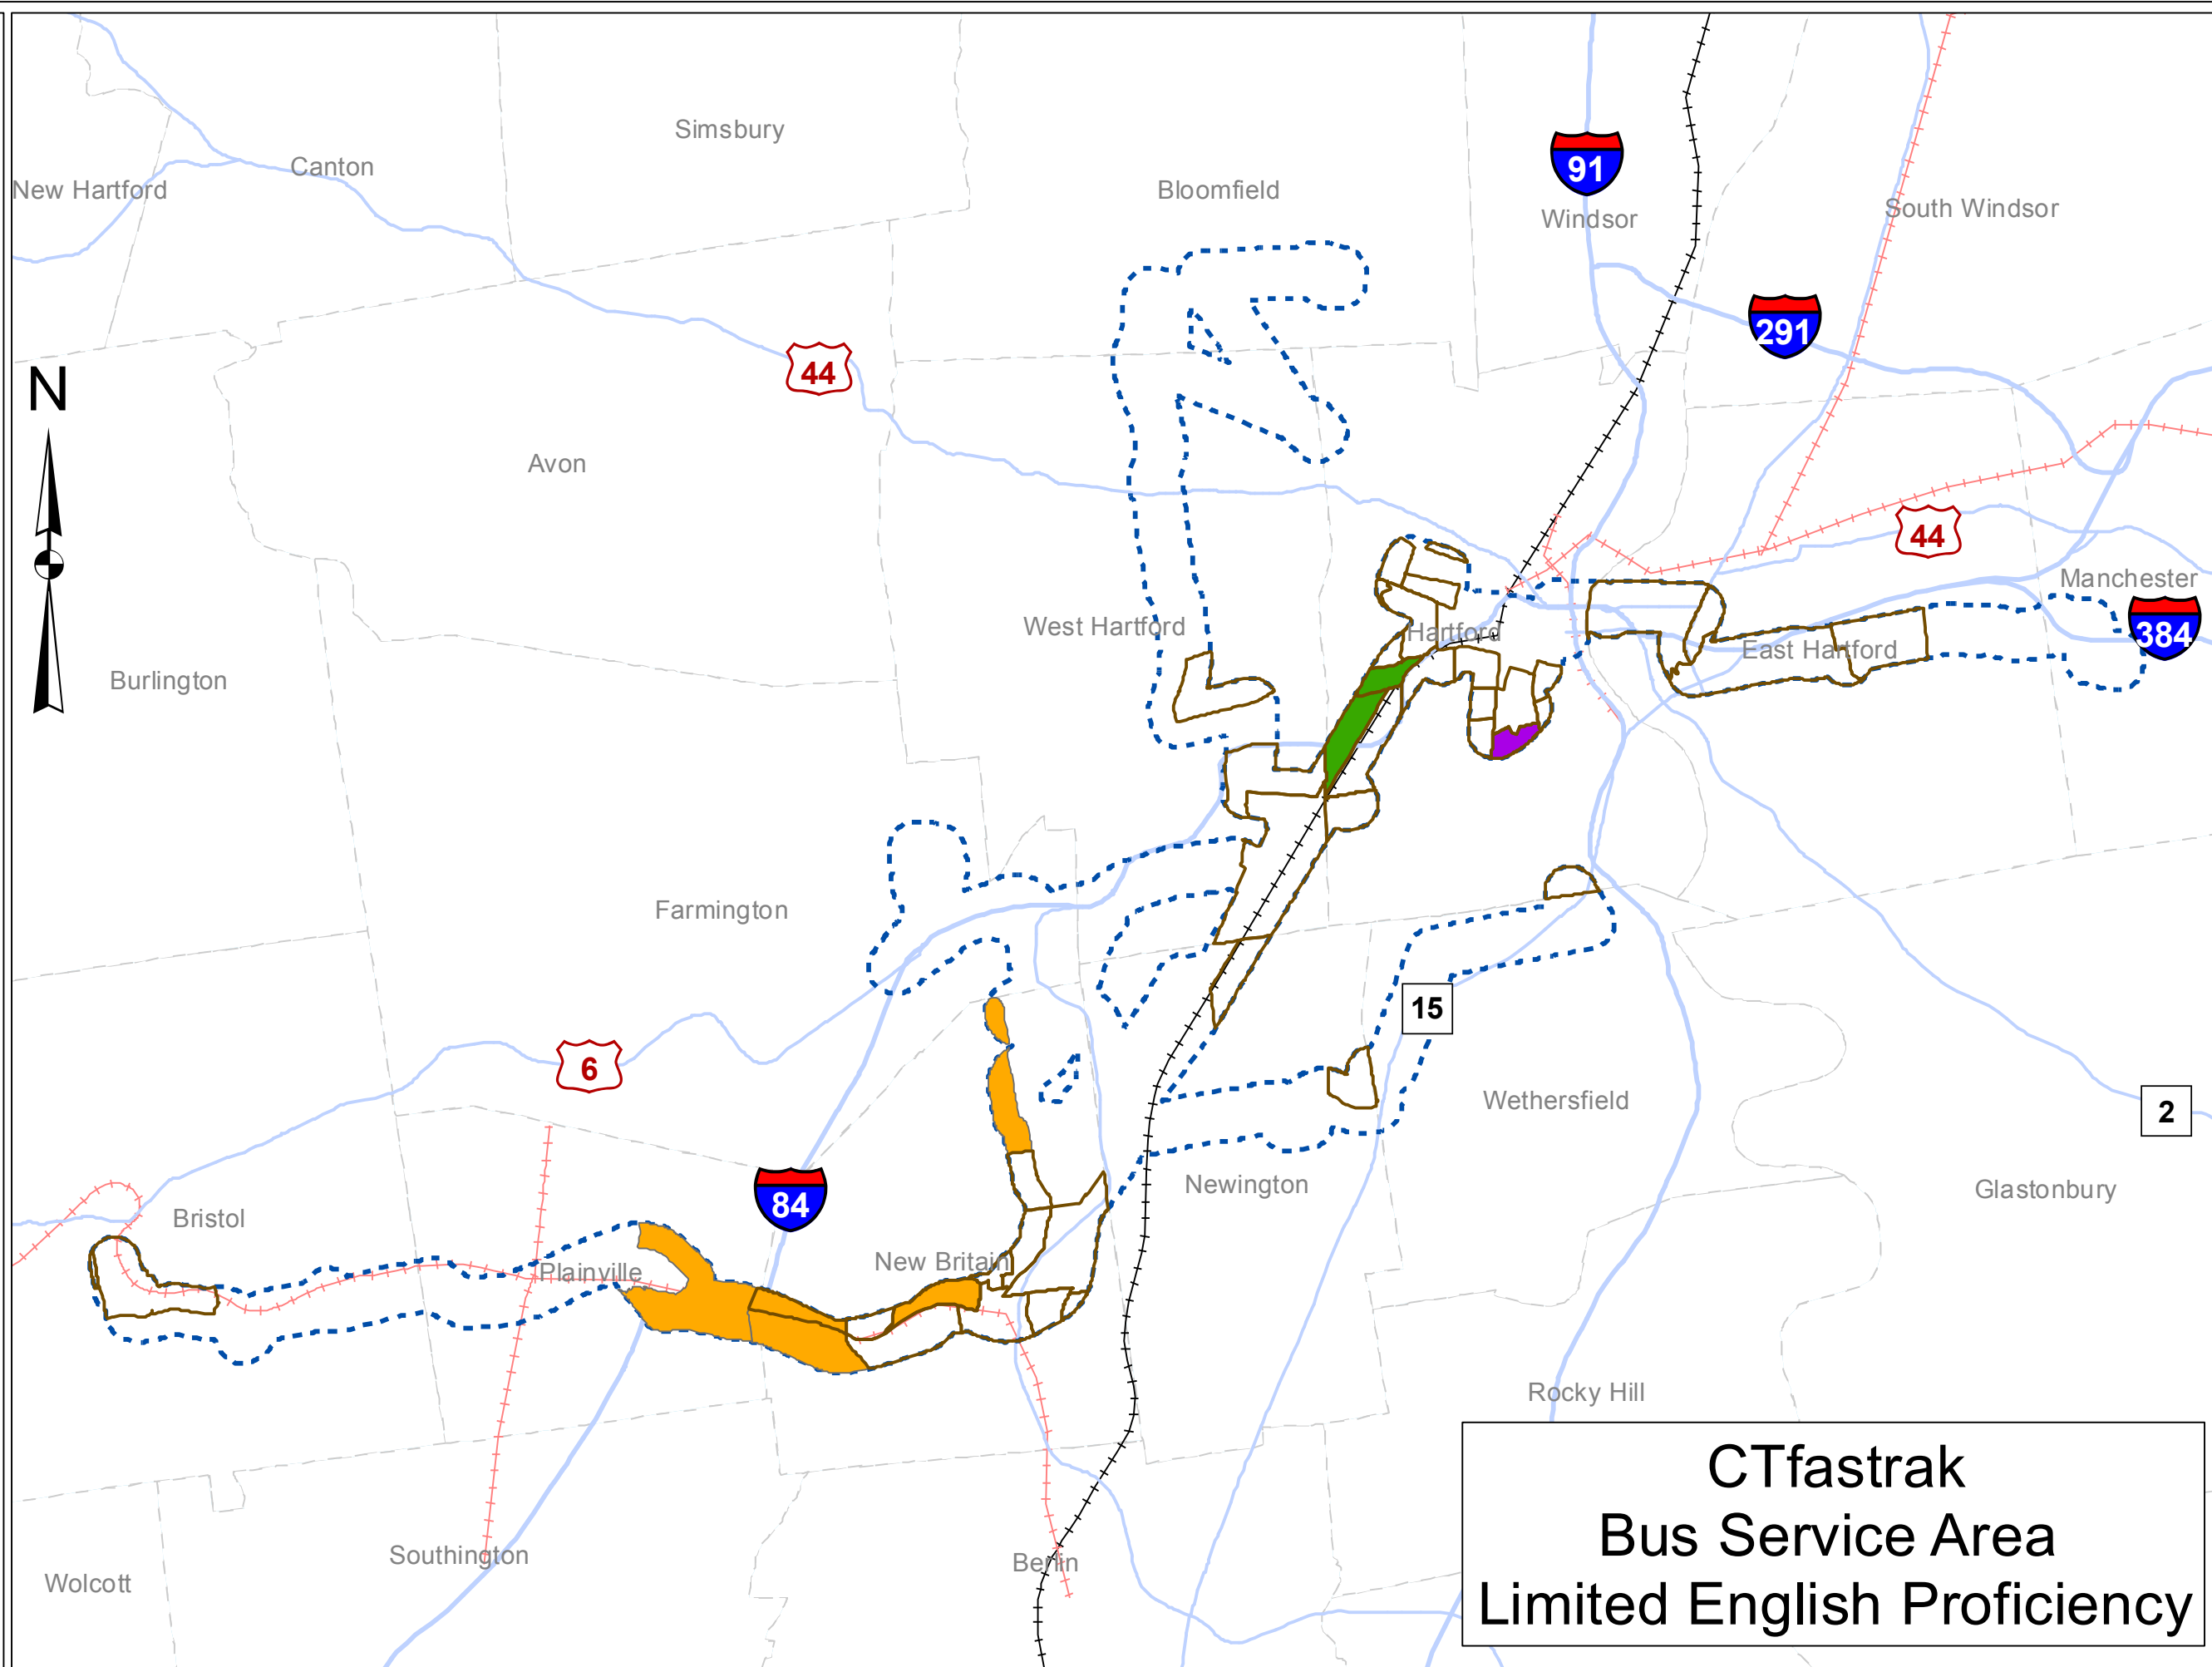 Simsbury
Canton
New Hartford
Bloomfield
91
Windsor
South Windsor
291
44
N
Avon
44
Manchester
West Hartford
Hartford
384
East Hartford
Burlington
Farmington
15
6
Wethersfield
2
84
Newington
Glastonbury
Bristol
New Britain
Plainville
Rocky Hill
CTfastrak
Bus Service Area
Limited English Proficiency
Southington
Berlin
Wolcott